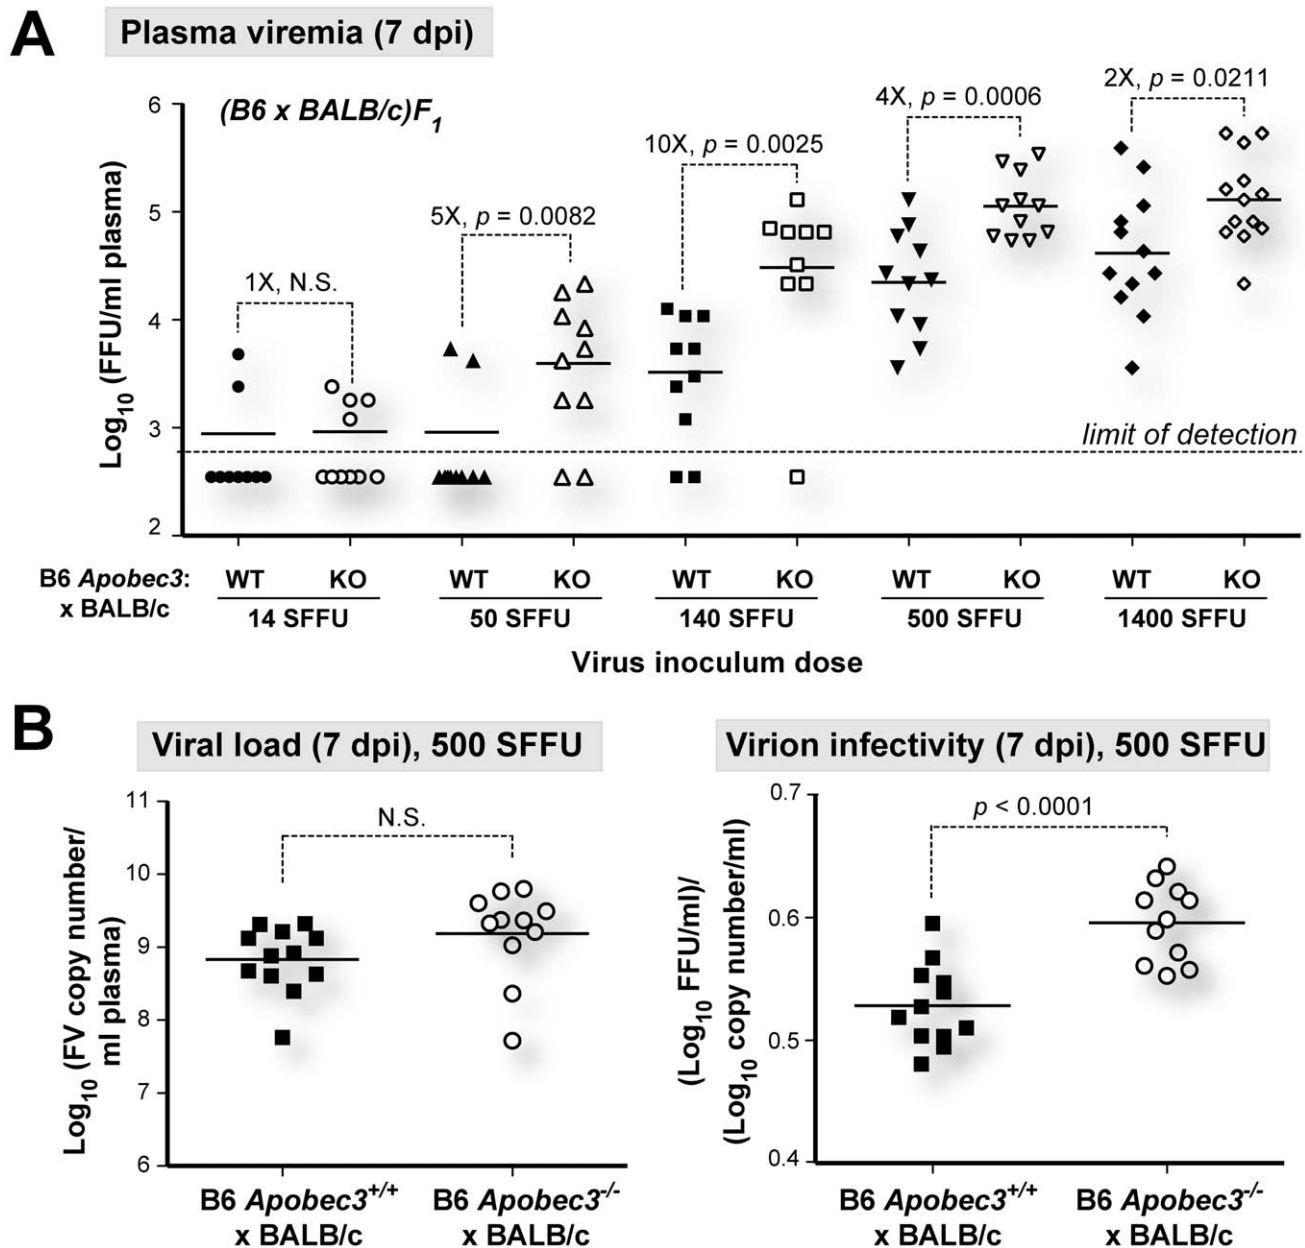 A
Plasma viremia (7 dpi)
(B6 x BALB/c)F1
Log10 (FFU/ml plasma)
6
5
4
3
2
1X, N.S.
5X, p = 0.0082
10X, p = 0.0025
4X, p = 0.0006
2X, p = 0.0211
limit of detection
B6 Apobec3:
x BALB/c
WT KO WT KO WT KO WT KO WT KO
14 SFFU 50 SFFU 140 SFFU 500 SFFU 1400 SFFU
Virus inoculum dose
B
Viral load (7 dpi), 500 SFFU
Log10 (FV copy number/
ml plasma)
11
10
9
8
7
6
N.S.
B6 Apobec3+/+
x BALB/c
B6 Apobec3-/-
x BALB/c
Virion infectivity (7 dpi), 500 SFFU
(Log10 FFU/ml)/
(Log10 copy number/ml)
0.7
0.6
0.5
0.4
p < 0.0001
B6 Apobec3+/+
x BALB/c
B6 Apobec3-/-
x BALB/c